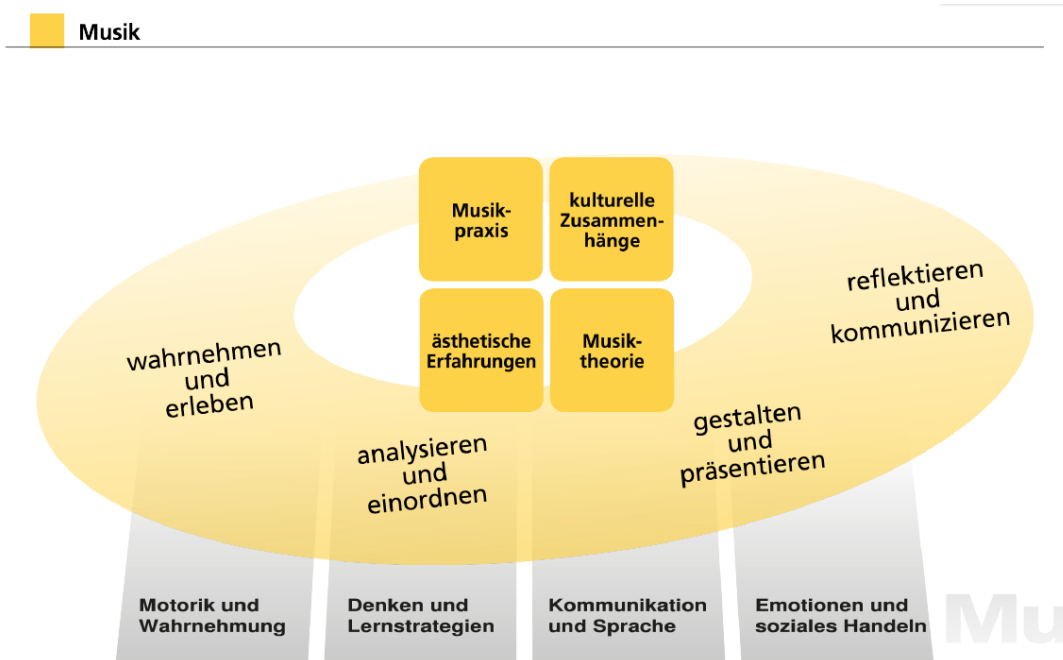 Musik
Musik-
praxis
kulturelle
Zusammen-
hänge
ästhetische
Erfahrungen
Musik-
theorie
wahrnehmen
und
erleben
analysieren
und
einordnen
gestalten
und
präsentieren
reflektieren
und
kommunizieren
Motorik und
Wahrnehmung
Denken und
Lernstrategien
Kommunikation
und Sprache
Emotionen und
soziales Handeln
Mu